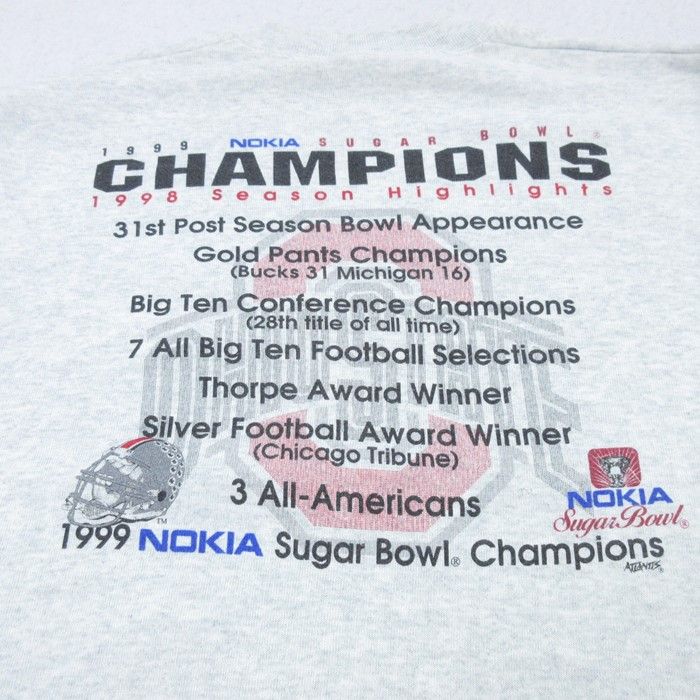 1999 NOKIA SUGAR BOWL®
CHAMPIONS
1998 Season Highlights
31st Post Season Bowl Appearance
Gold Pants Champions
(Bucks 31 Michigan 16)
Big Ten Conference Champions
(28th title of all time)
7 All Big Ten Football Selections
Thorpe Award Winner
Silver Football Award Winner
(Chicago Tribune)
3 All-Americans
TM
NOKIA
Sugar Bowl®
1999 NOKIA Sugar Bowl® Champions